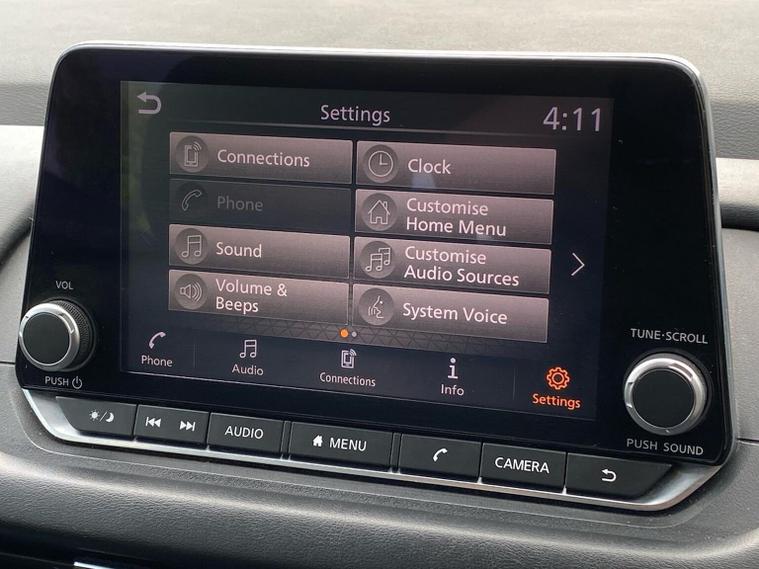 Settings
4:11
Connections
Clock
Phone
Customise
Home Menu
Sound
Customise
Audio Sources
Volume &
Beeps
System Voice
Phone
Audio
Connections
Info
Settings
VOL
PUSH
TUNE·SCROLL
PUSH SOUND
AUDIO
MENU
CAMERA